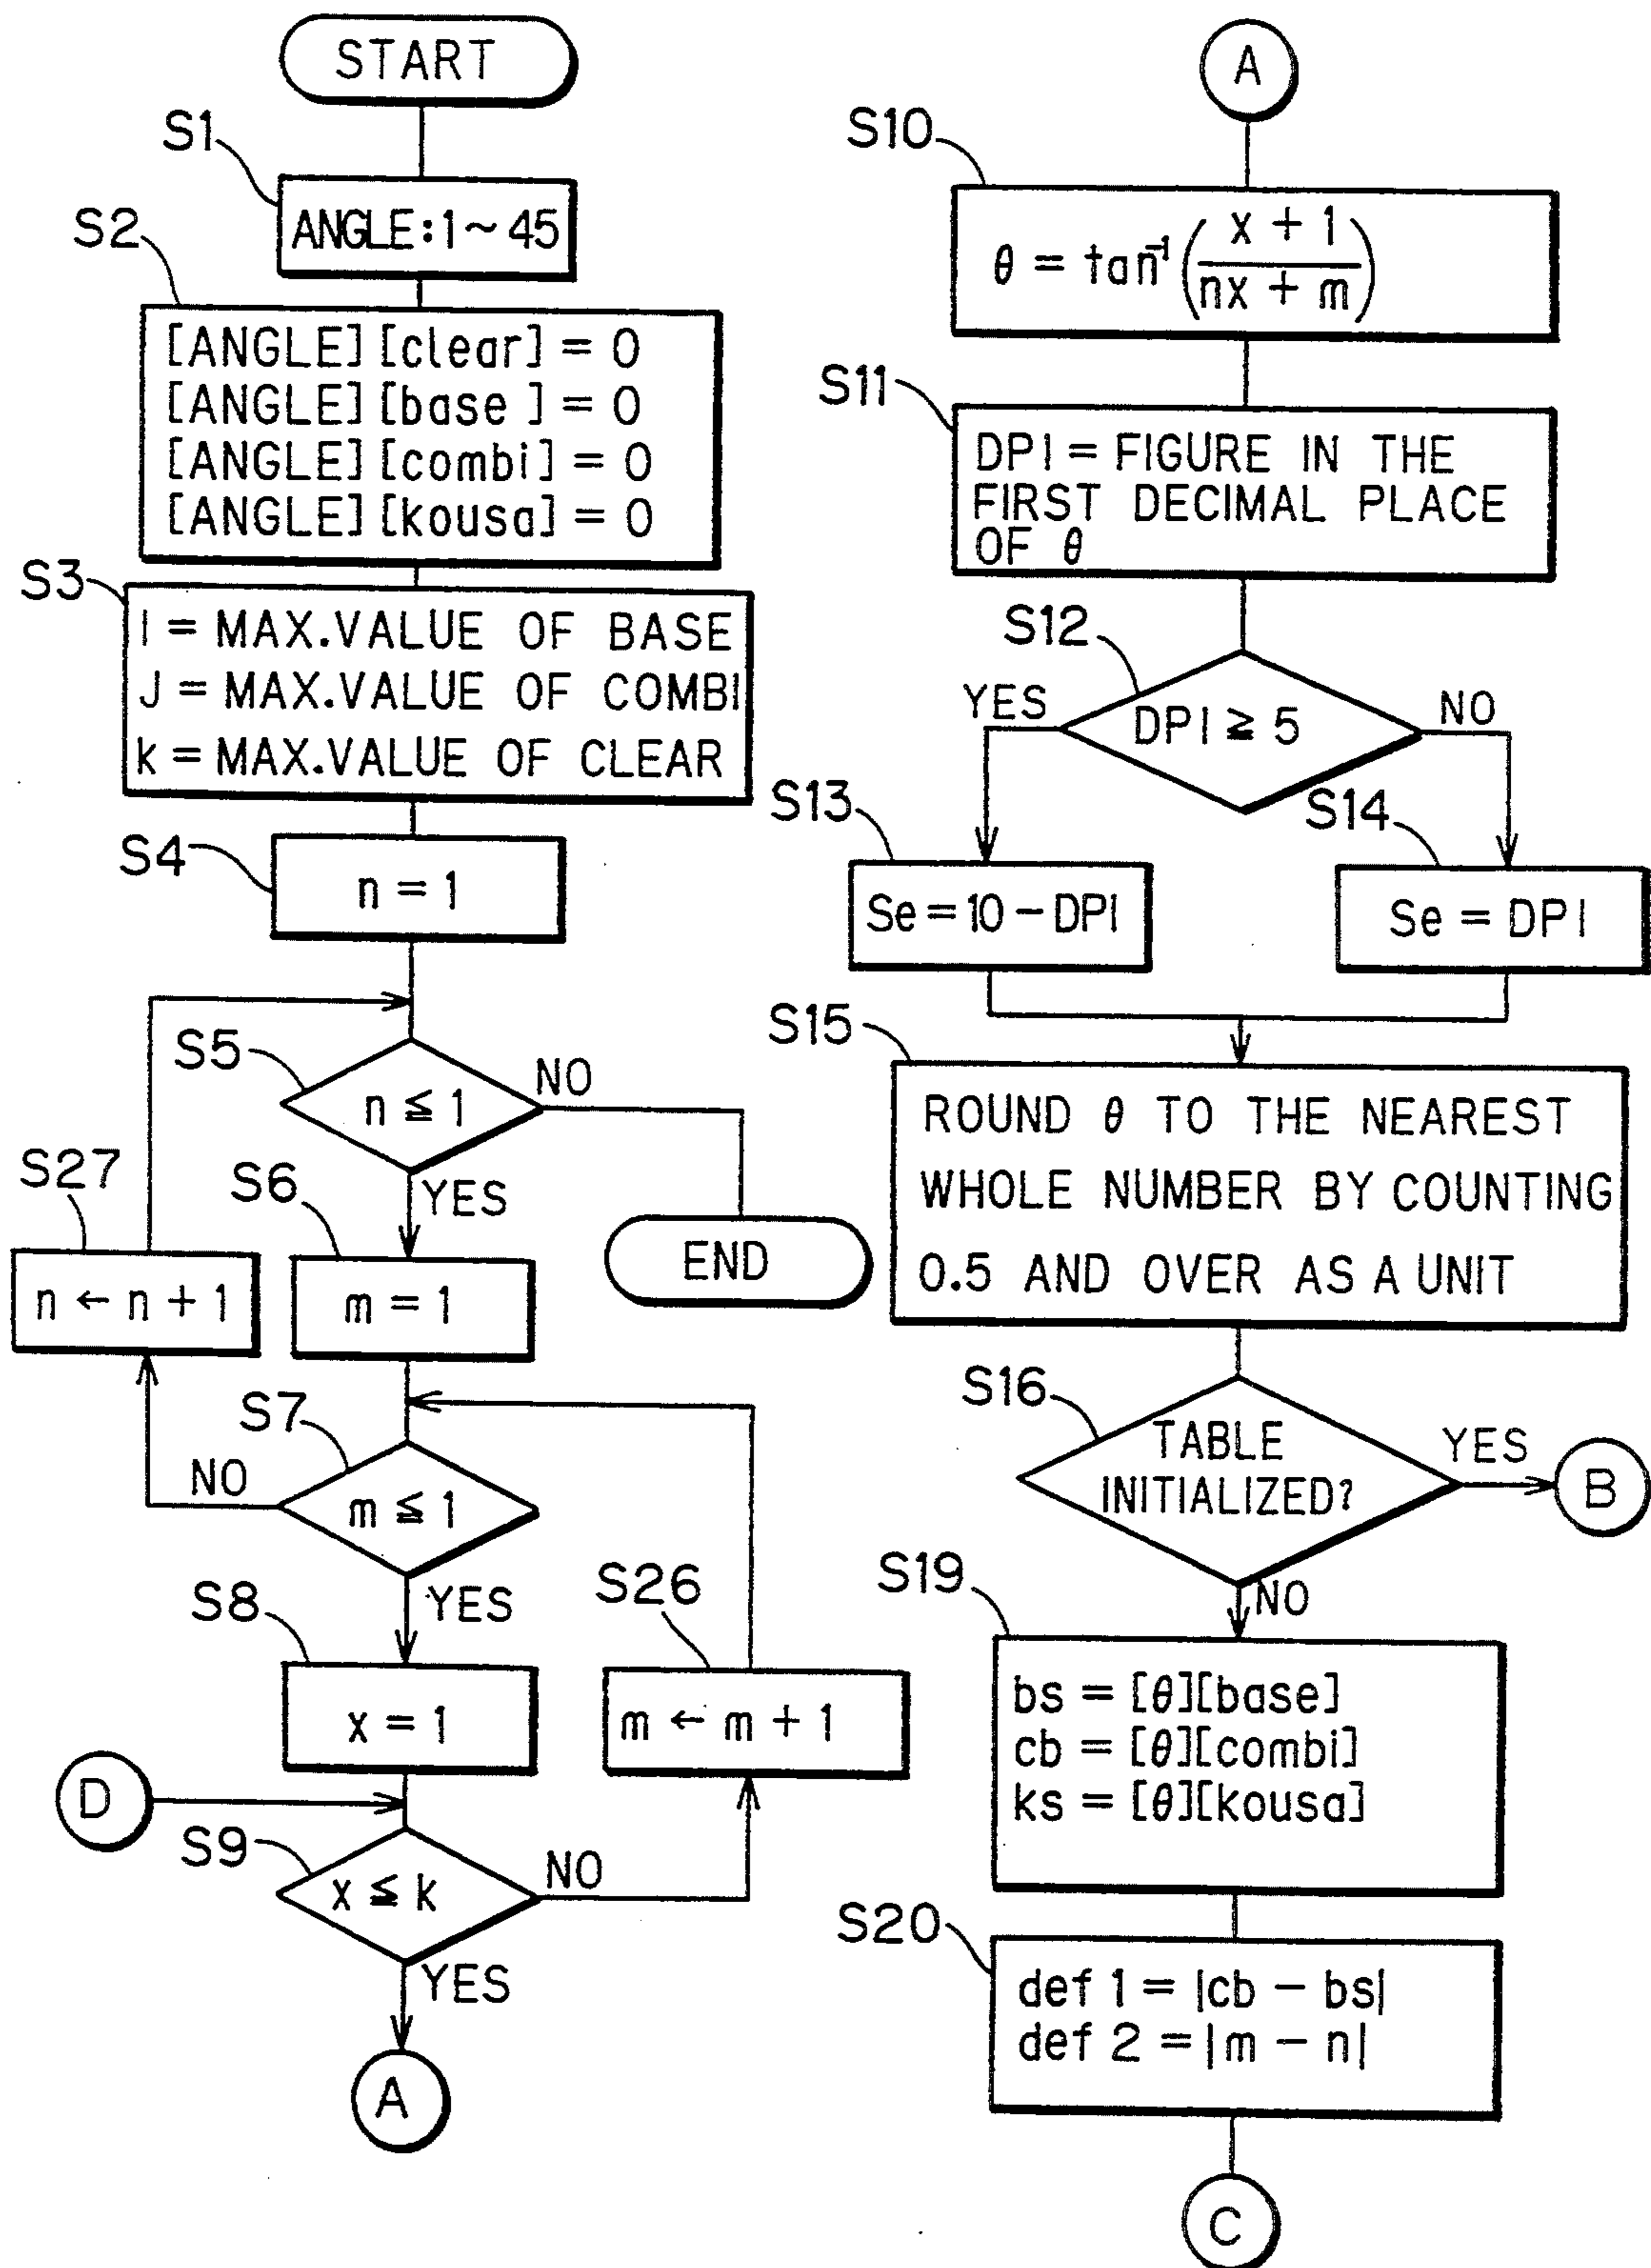 START
S1
ANGLE:1~45
S2
[ANGLE][clear] = 0
[ANGLE][base ] = 0
[ANGLE][combi] = 0
[ANGLE][kousa] = 0
S3
I = MAX.VALUE OF BASE
J = MAX.VALUE OF COMBI
k = MAX.VALUE OF CLEAR
S4
n = 1
S5
n ≦ 1
NO
YES
END
S27
n ← n + 1
S6
m = 1
S7
m ≦ 1
NO
YES
S8
x = 1
S26
m ← m + 1
D
S9
x ≦ k
NO
YES
A
A
S10
θ = tan⁻¹((x + 1)/(nx + m))
S11
DPI = FIGURE IN THE
FIRST DECIMAL PLACE
OF θ
S12
DPI ≧ 5
YES
NO
S13
Se = 10 − DPI
S14
Se = DPI
S15
ROUND θ TO THE NEAREST
WHOLE NUMBER BY COUNTING
0.5 AND OVER AS A UNIT
S16
TABLE
INITIALIZED?
YES
B
NO
S19
bs = [θ][base]
cb = [θ][combi]
ks = [θ][kousa]
S20
def 1 = |cb − bs|
def 2 = |m − n|
C